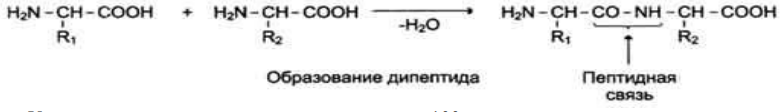 H₂N–CH–COOH + H₂N–CH–COOH –H₂O H₂N–CH–CO–NH–CH–COOH
R₁ R₂ R₁ R₂
Образование дипептида Пептидная
связь